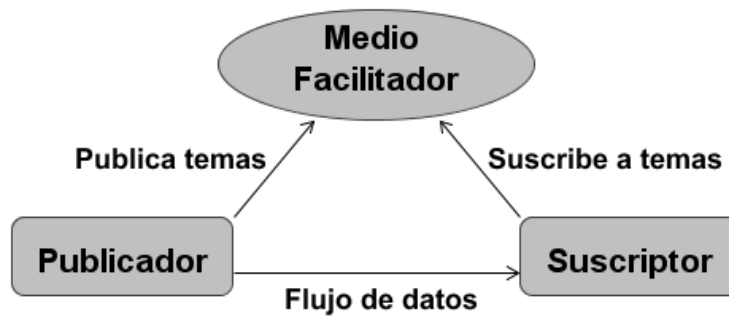 Medio
Facilitador
Publica temas
Suscribe a temas
Publicador
Suscriptor
Flujo de datos